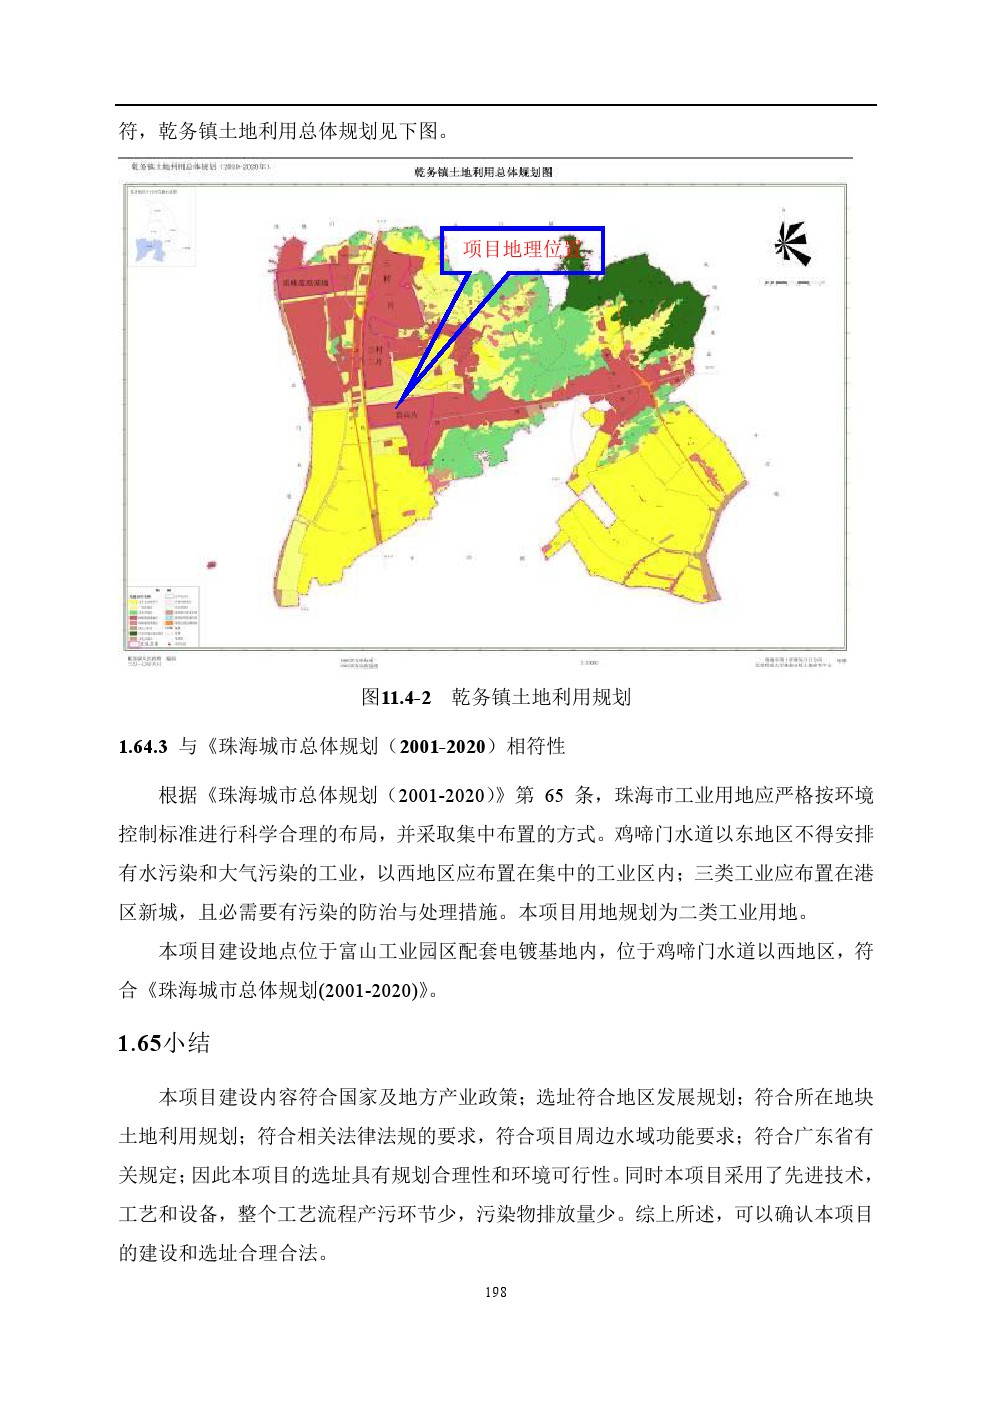 符，乾务镇土地利用总体规划见下图。
乾务镇土地利用总体规划（2010-2020年）
乾务镇土地利用总体规划图
项目地理位
图11.4-2 乾务镇土地利用规划
1.64.3 与《珠海城市总体规划（2001-2020）相符性
根据《珠海城市总体规划（2001-2020）》第 65 条，珠海市工业用地应严格按环境
控制标准进行科学合理的布局，并采取集中布置的方式。鸡啼门水道以东地区不得安排
有水污染和大气污染的工业，以西地区应布置在集中的工业区内；三类工业应布置在港
区新城，且必需要有污染的防治与处理措施。本项目用地规划为二类工业用地。
本项目建设地点位于富山工业园区配套电镀基地内，位于鸡啼门水道以西地区，符
合《珠海城市总体规划(2001-2020)》。
1.65小结
本项目建设内容符合国家及地方产业政策；选址符合地区发展规划；符合所在地块
土地利用规划；符合相关法律法规的要求，符合项目周边水域功能要求；符合广东省有
关规定；因此本项目的选址具有规划合理性和环境可行性。同时本项目采用了先进技术，
工艺和设备，整个工艺流程产污环节少，污染物排放量少。综上所述，可以确认本项目
的建设和选址合理合法。
198